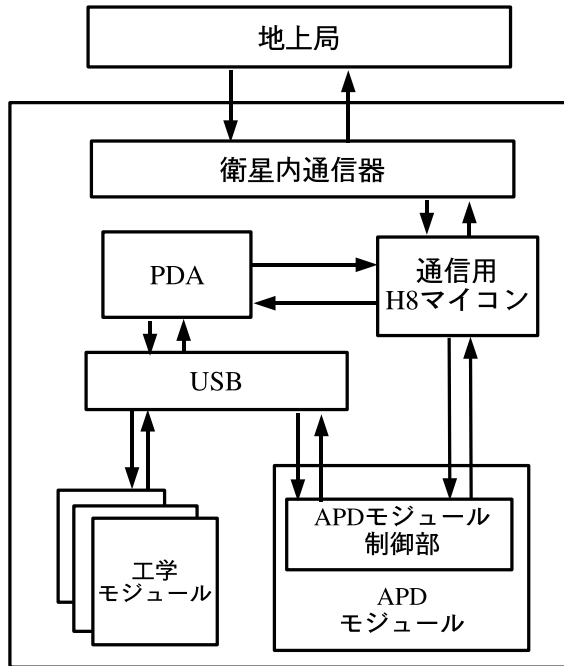 地上局
衛星内通信器
PDA
通信用
H8マイコン
USB
APDモジュール
制御部
工学
モジュール
APD
モジュール